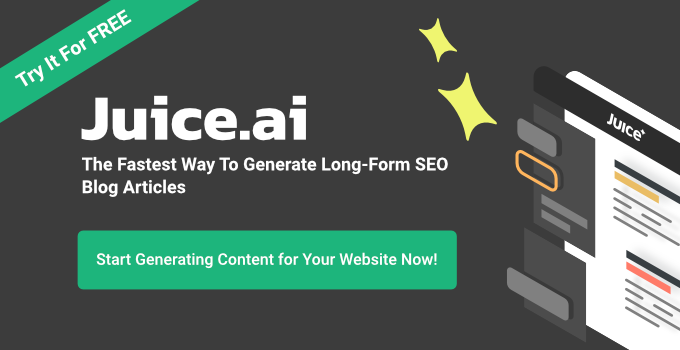 Try It For FREE
Juice.ai
The Fastest Way To Generate Long-Form SEO
Blog Articles
Start Generating Content for Your Website Now!
Juice